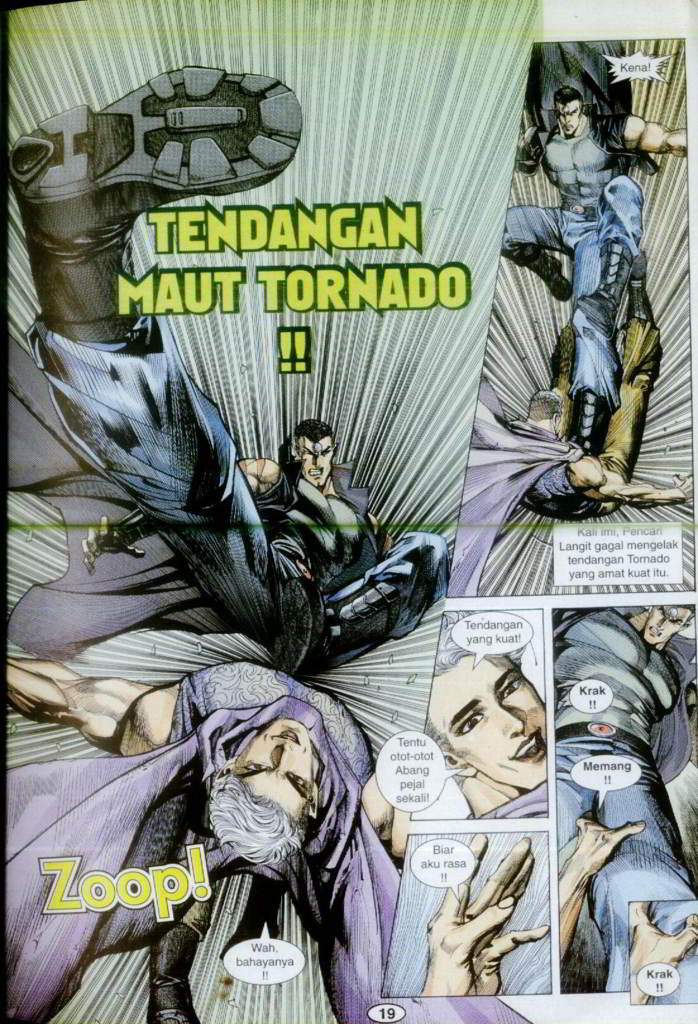 TENDANGAN
MAUT TORNADO
!!
Zoop!
Wah,
bahayanya
!!
Kena!
Kali ini, Pencari
Langit gagal mengelak
tendangan Tornado
yang amat kuat itu.
Tendangan
yang kuat!
Tentu
otot-otot
Abang
pejal
sekali!
Biar
aku rasa
!!
Krak
!!
Memang
!!
Krak
!!
19